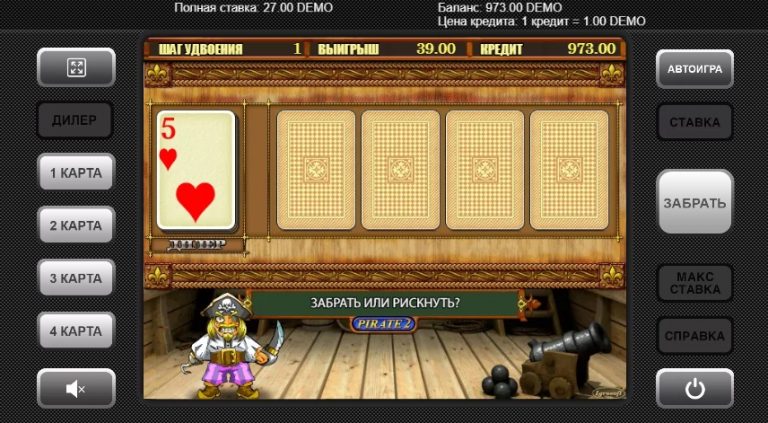 Полная ставка: 27.00 DEMO
Баланс: 973.00 DEMO
Цена кредита: 1 кредит = 1.00 DEMO
ШАГ УДВОЕНИЯ 1 ВЫИГРЫШ 39.00 КРЕДИТ 973.00
АВТОИГРА
ДИЛЕР
СТАВКА
5
1 КАРТА
2 КАРТА
ЗАБРАТЬ
3 КАРТА
МАКС
СТАВКА
ЗАБРАТЬ ИЛИ РИСКНУТЬ?
PIRATE 2
4 КАРТА
СПРАВКА
Igrosoft